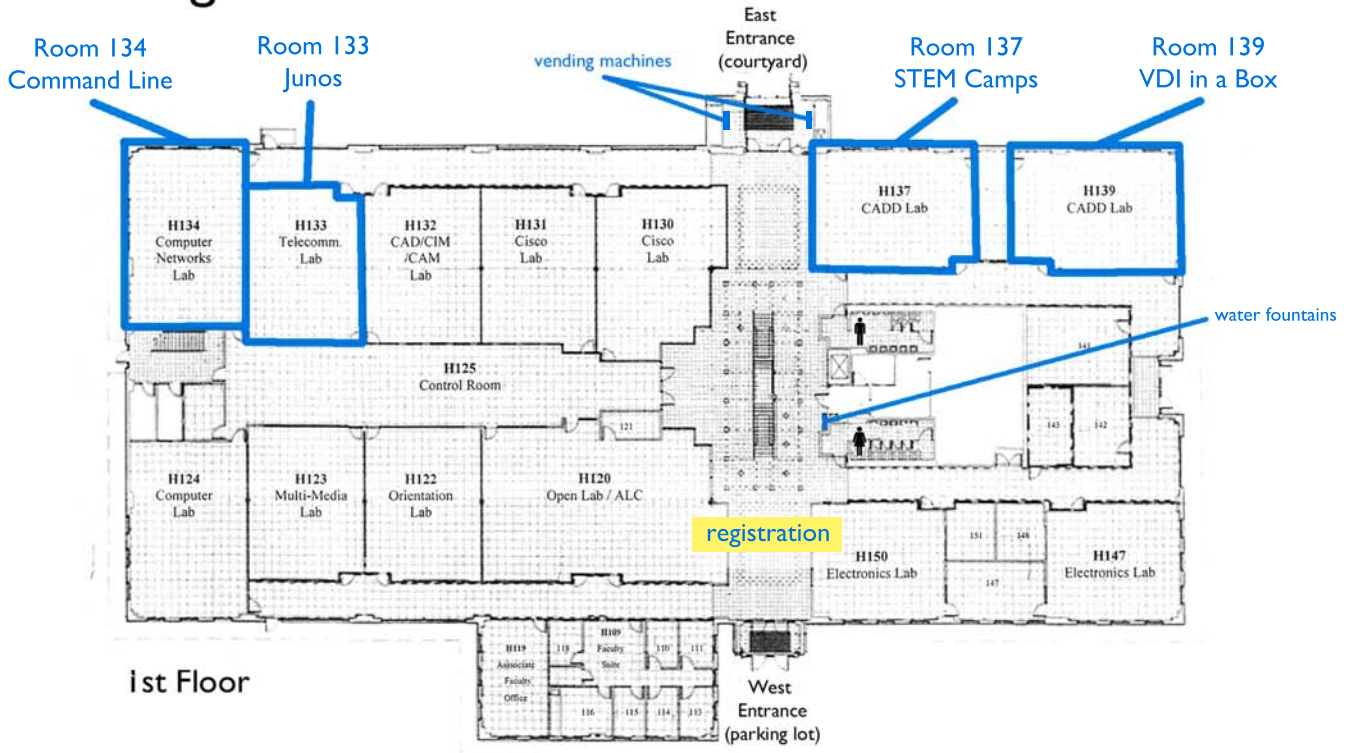 East
Entrance
(courtyard)
Room 134
Command Line
Room 133
Junos
vending machines
Room 137
STEM Camps
Room 139
VDI in a Box
H134
Computer
Networks
Lab
H133
Telecomm.
Lab
H132
CAD/CIM
/CAM
Lab
H131
Cisco
Lab
H130
Cisco
Lab
H137
CADD Lab
H139
CADD Lab
water fountains
141
H125
Control Room
121
143
142
H124
Computer
Lab
H123
Multi-Media
Lab
H122
Orientation
Lab
H120
Open Lab / ALC
registration
H150
Electronics Lab
151
148
147
H147
Electronics Lab
H119
Associate
Faculty
Office
118
H109
Faculty
Suite
110
111
116
115
114
113
1st Floor
West
Entrance
(parking lot)